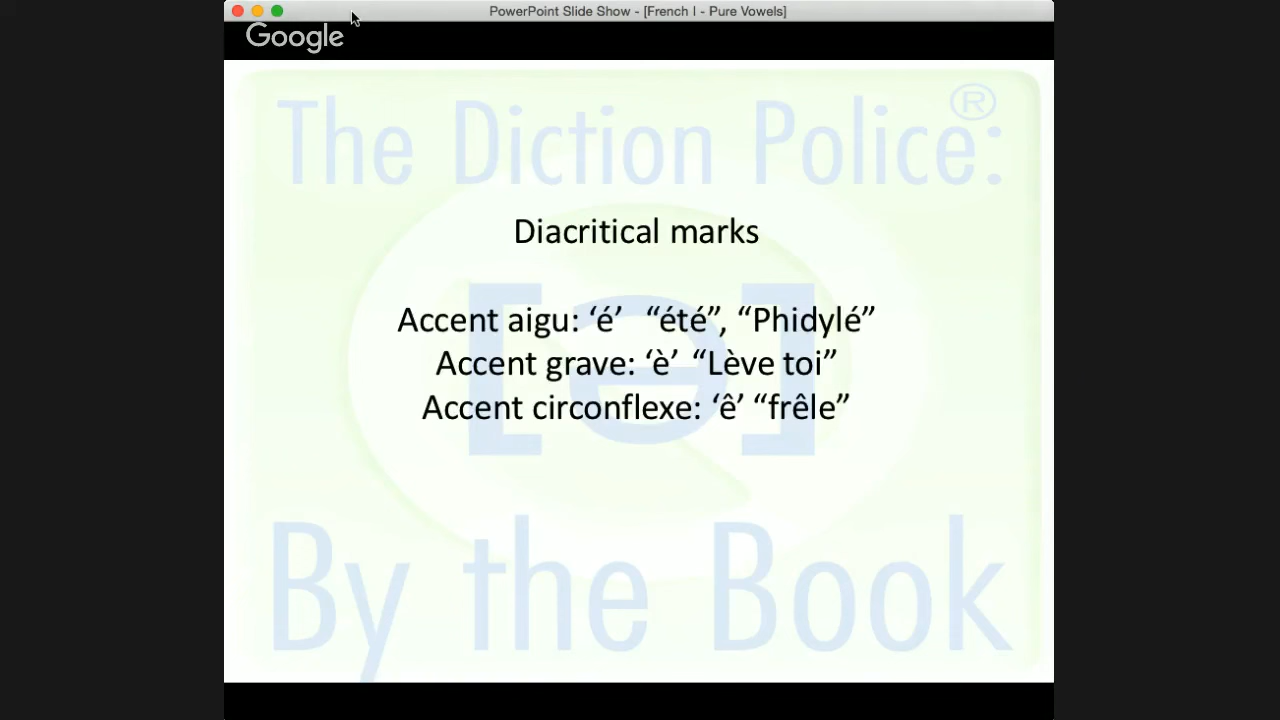 PowerPoint Slide Show - [French I - Pure Vowels]
Google
The Diction Police:®
Diacritical marks
Accent aigu: ‘é’ “été”, “Phidylé”
Accent grave: ‘è’ “Lève toi”
Accent circonflexe: ‘ê’ “frêle”
[ə]
By the Book